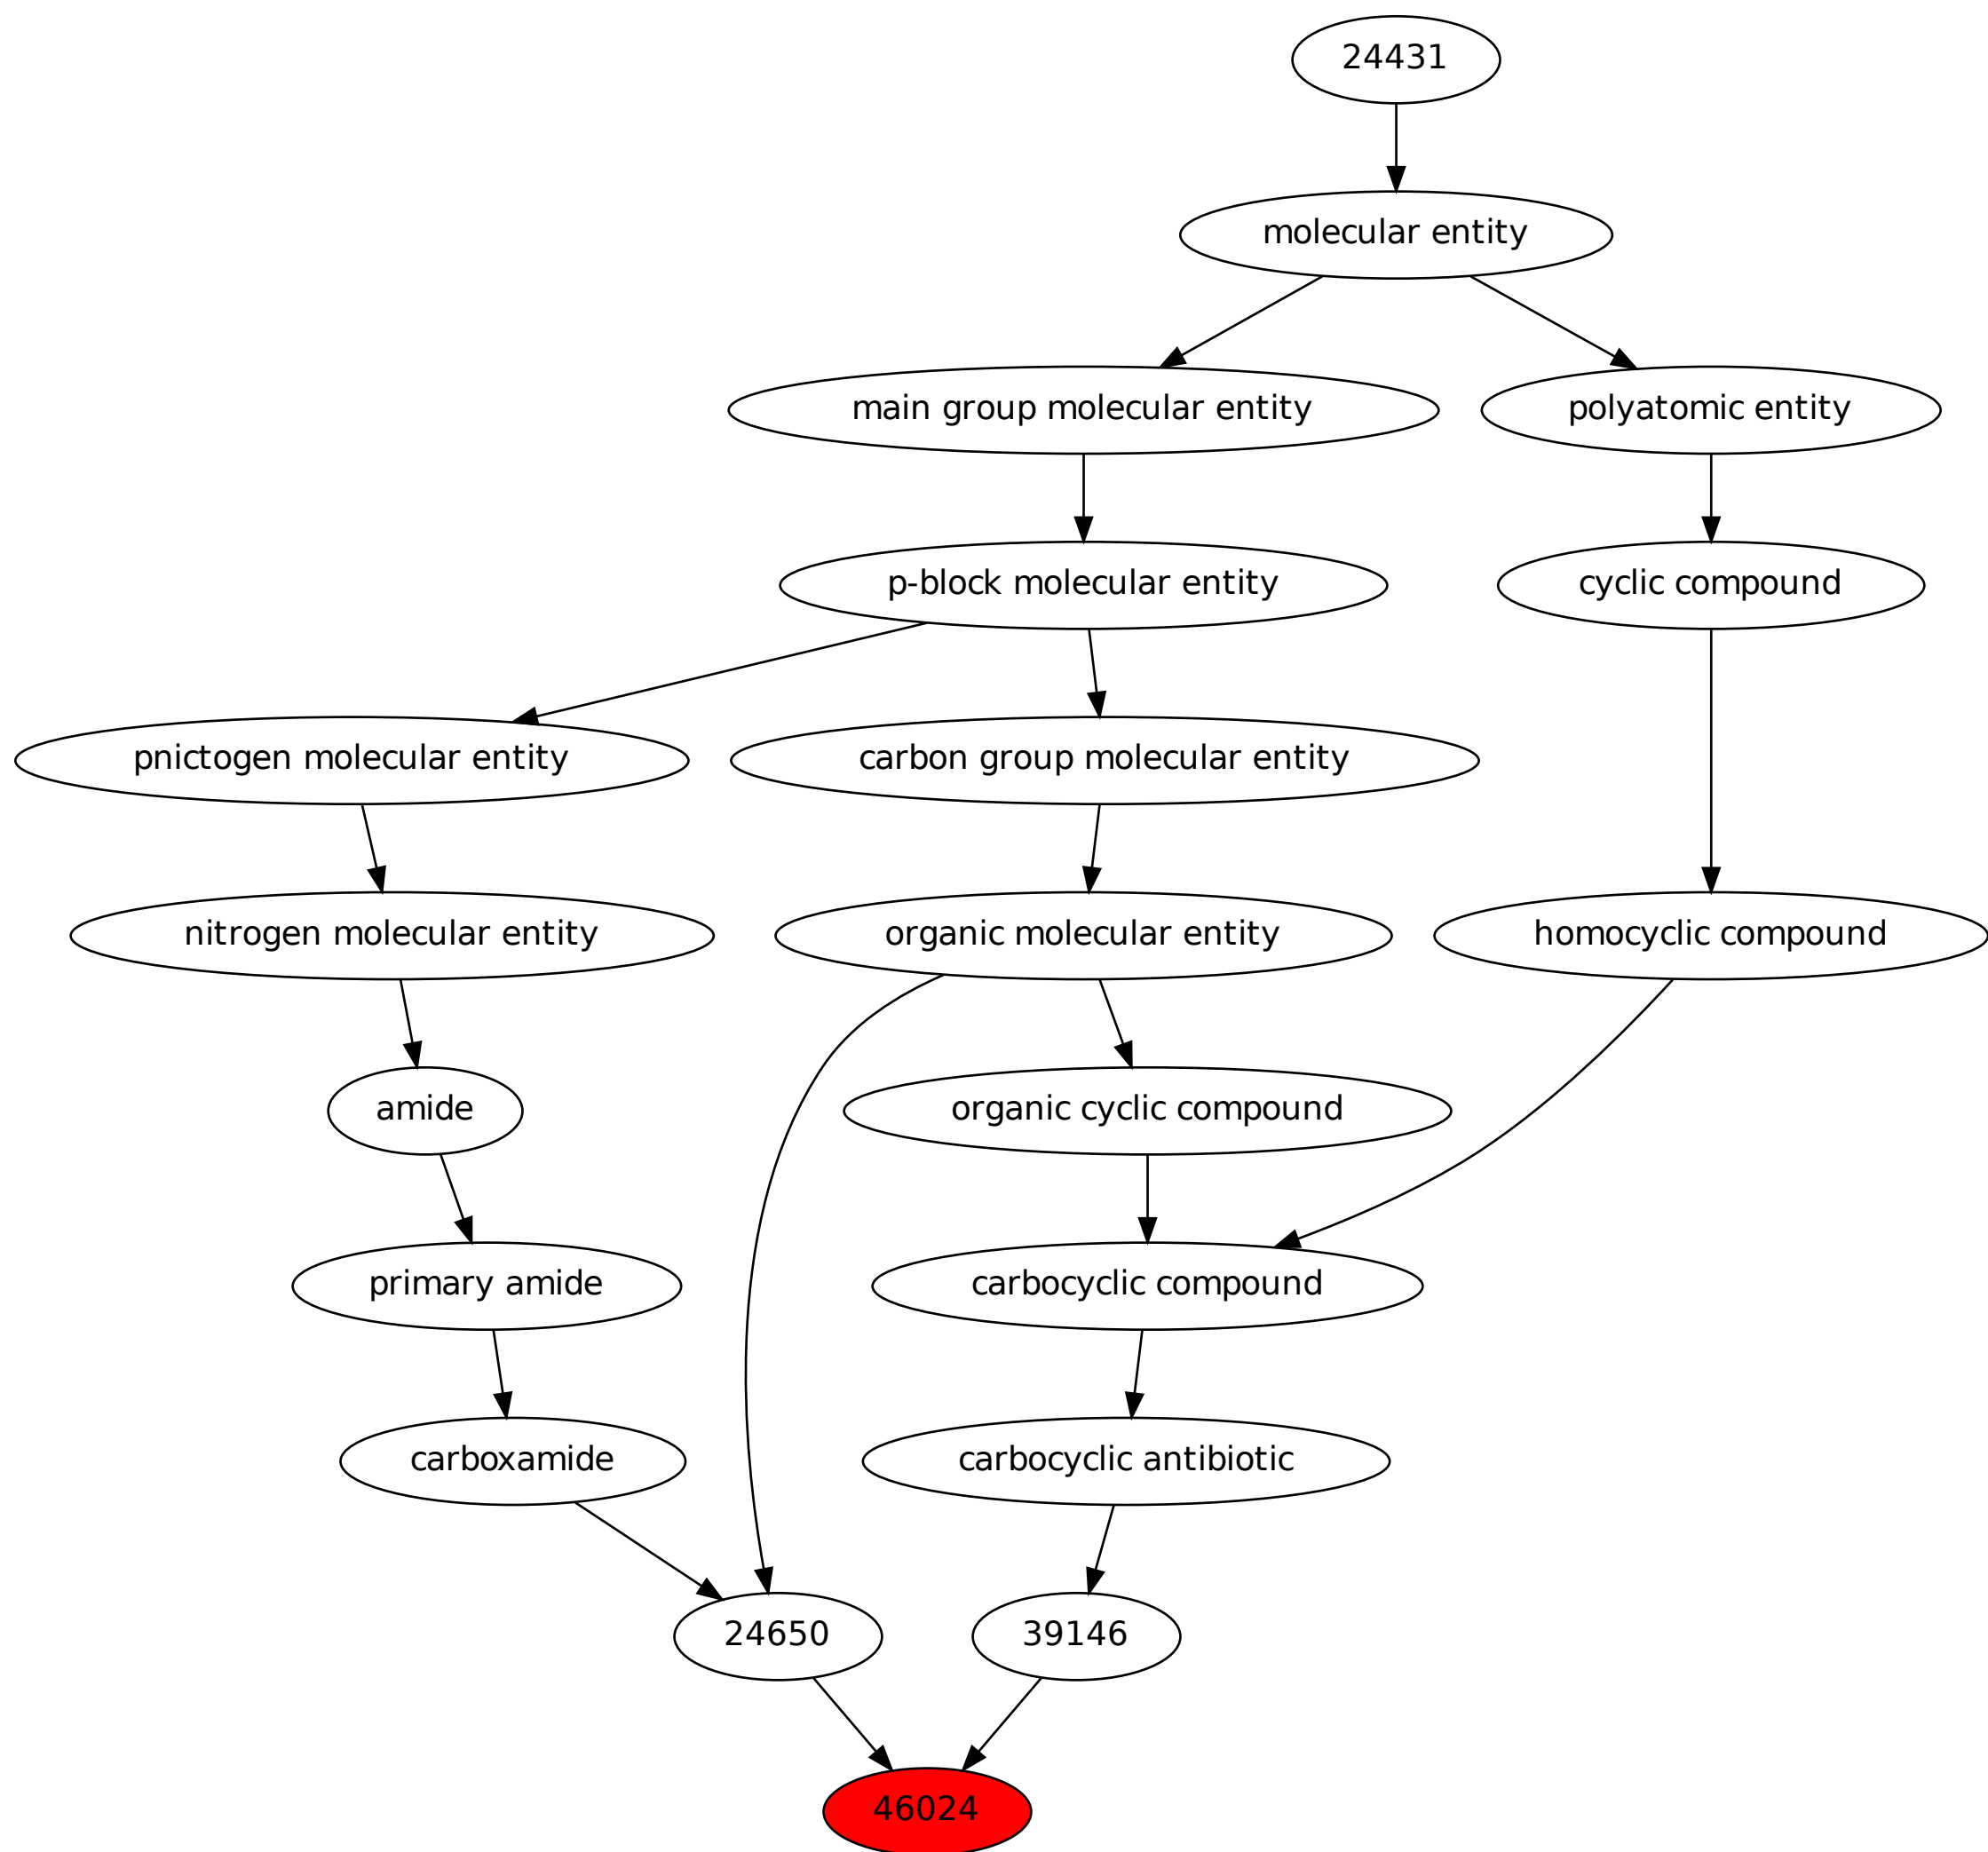 24431
molecular entity
main group molecular entity
polyatomic entity
p-block molecular entity
cyclic compound
pnictogen molecular entity
carbon group molecular entity
nitrogen molecular entity
organic molecular entity
homocyclic compound
amide
organic cyclic compound
primary amide
carbocyclic compound
carboxamide
carbocyclic antibiotic
24650
39146
46024